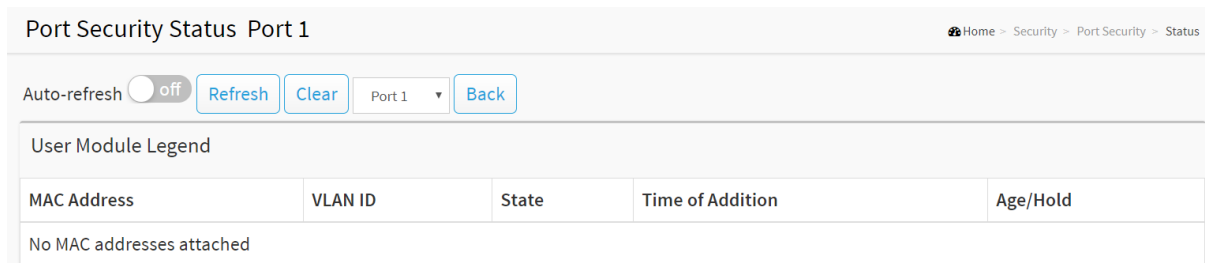 Port Security Status Port 1
Home > Security > Port Security > Status
Auto-refresh off Refresh Clear Port 1 Back
User Module Legend
MAC Address VLAN ID State Time of Addition Age/Hold
No MAC addresses attached